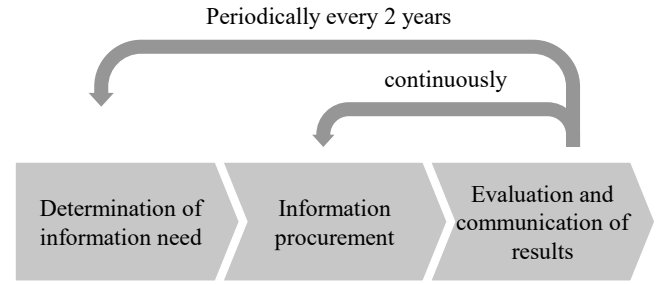 Periodically every 2 years
continuously
Determination of
information need
Information
procurement
Evaluation and
communication of
results